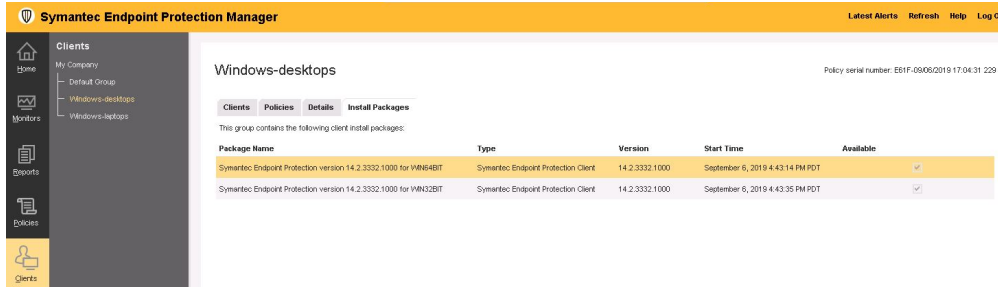 Symantec Endpoint Protection Manager
Latest Alerts Refresh Help Log
Home
Monitors
Reports
Policies
Clients
Clients
My Company
Default Group
Windows-desktops
Windows-laptops
Windows-desktops
Policy serial number: E61F-09/06/2019 17:04:31 229
Clients Policies Details Install Packages
This group contains the following client install packages:
Package Name Type Version Start Time Available
Symantec Endpoint Protection version 14.2.3332.1000 for WIN64BIT Symantec Endpoint Protection Client 14.2.3332.1000 September 6, 2019 4:43:14 PM PDT
Symantec Endpoint Protection version 14.2.3332.1000 for WIN32BIT Symantec Endpoint Protection Client 14.2.3332.1000 September 6, 2019 4:43:35 PM PDT